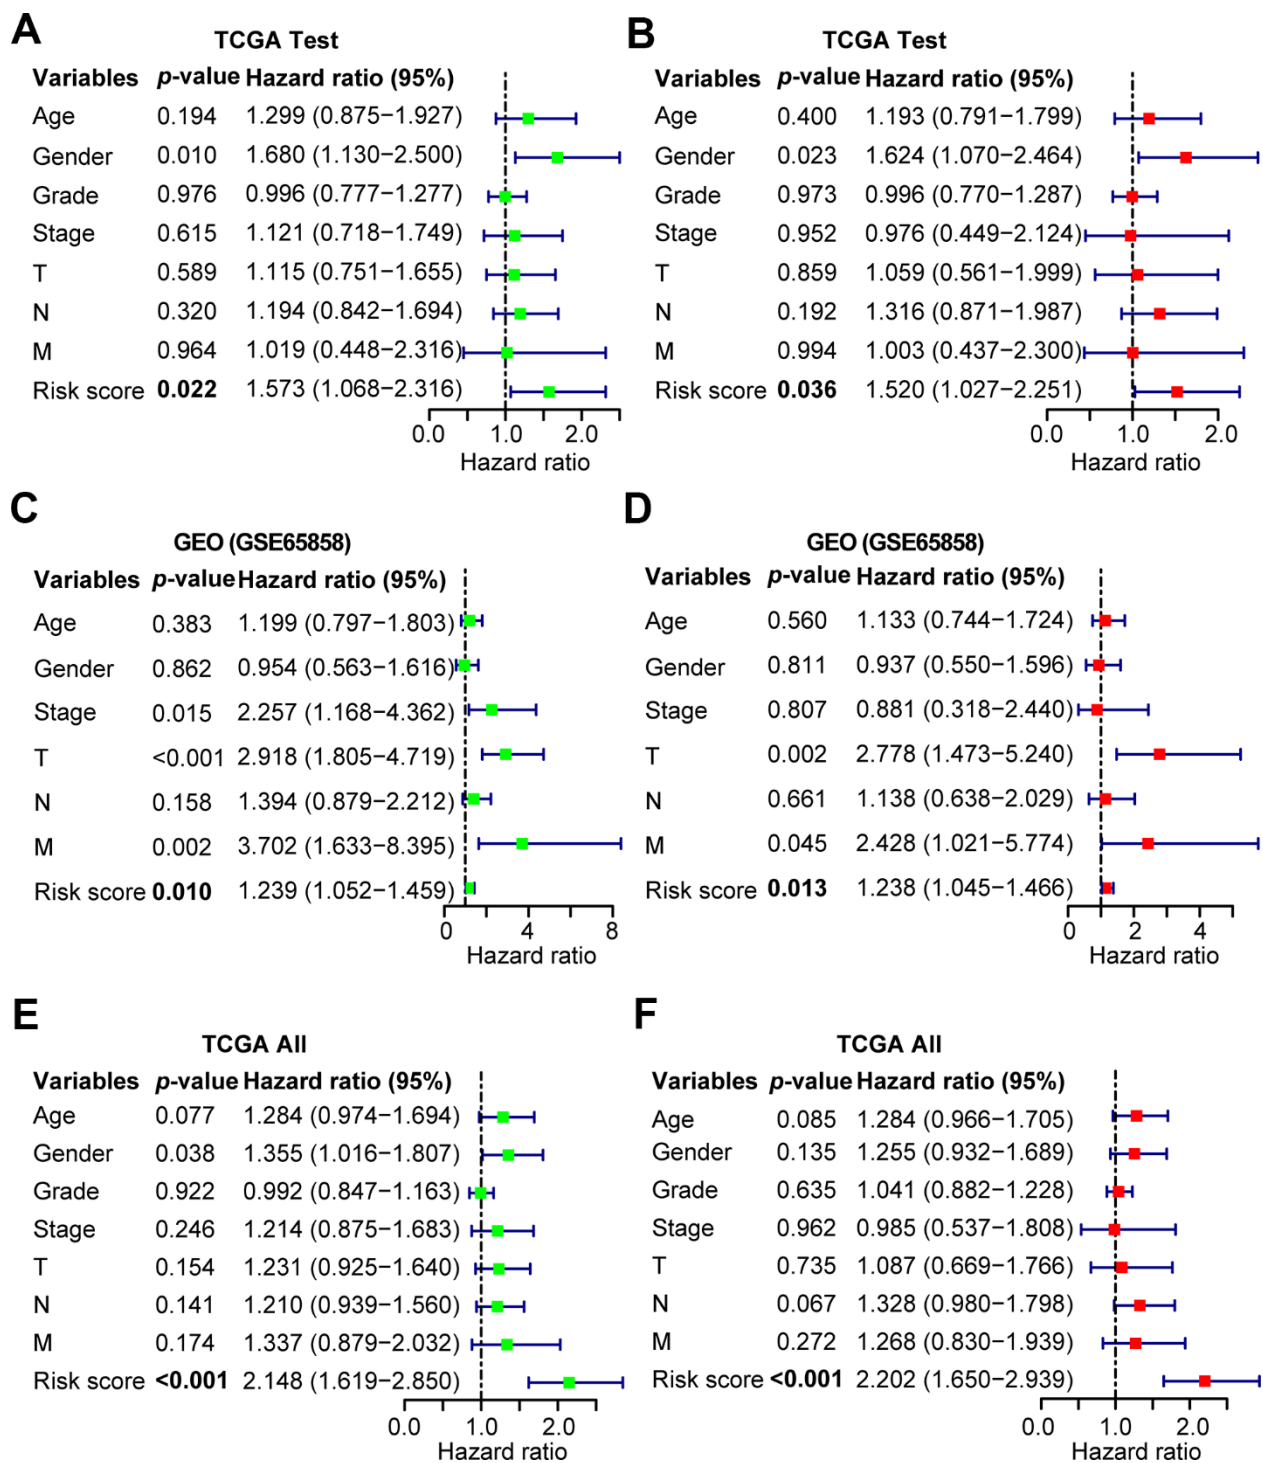 A
TCGA Test
Variables p-value Hazard ratio (95%)
Age 0.194 1.299 (0.875−1.927)
Gender 0.010 1.680 (1.130−2.500)
Grade 0.976 0.996 (0.777−1.277)
Stage 0.615 1.121 (0.718−1.749)
T 0.589 1.115 (0.751−1.655)
N 0.320 1.194 (0.842−1.694)
M 0.964 1.019 (0.448−2.316)
Risk score 0.022 1.573 (1.068−2.316)
0.0 1.0 2.0
Hazard ratio
B
TCGA Test
Variables p-value Hazard ratio (95%)
Age 0.400 1.193 (0.791−1.799)
Gender 0.023 1.624 (1.070−2.464)
Grade 0.973 0.996 (0.770−1.287)
Stage 0.952 0.976 (0.449−2.124)
T 0.859 1.059 (0.561−1.999)
N 0.192 1.316 (0.871−1.987)
M 0.994 1.003 (0.437−2.300)
Risk score 0.036 1.520 (1.027−2.251)
0.0 1.0 2.0
Hazard ratio
C
GEO (GSE65858)
Variables p-value Hazard ratio (95%)
Age 0.383 1.199 (0.797−1.803)
Gender 0.862 0.954 (0.563−1.616)
Stage 0.015 2.257 (1.168−4.362)
T <0.001 2.918 (1.805−4.719)
N 0.158 1.394 (0.879−2.212)
M 0.002 3.702 (1.633−8.395)
Risk score 0.010 1.239 (1.052−1.459)
0 4 8
Hazard ratio
D
GEO (GSE65858)
Variables p-value Hazard ratio (95%)
Age 0.560 1.133 (0.744−1.724)
Gender 0.811 0.937 (0.550−1.596)
Stage 0.807 0.881 (0.318−2.440)
T 0.002 2.778 (1.473−5.240)
N 0.661 1.138 (0.638−2.029)
M 0.045 2.428 (1.021−5.774)
Risk score 0.013 1.238 (1.045−1.466)
0 2 4
Hazard ratio
E
TCGA All
Variables p-value Hazard ratio (95%)
Age 0.077 1.284 (0.974−1.694)
Gender 0.038 1.355 (1.016−1.807)
Grade 0.922 0.992 (0.847−1.163)
Stage 0.246 1.214 (0.875−1.683)
T 0.154 1.231 (0.925−1.640)
N 0.141 1.210 (0.939−1.560)
M 0.174 1.337 (0.879−2.032)
Risk score <0.001 2.148 (1.619−2.850)
0.0 1.0 2.0
Hazard ratio
F
TCGA All
Variables p-value Hazard ratio (95%)
Age 0.085 1.284 (0.966−1.705)
Gender 0.135 1.255 (0.932−1.689)
Grade 0.635 1.041 (0.882−1.228)
Stage 0.962 0.985 (0.537−1.808)
T 0.735 1.087 (0.669−1.766)
N 0.067 1.328 (0.980−1.798)
M 0.272 1.268 (0.830−1.939)
Risk score <0.001 2.202 (1.650−2.939)
0.0 1.0 2.0
Hazard ratio